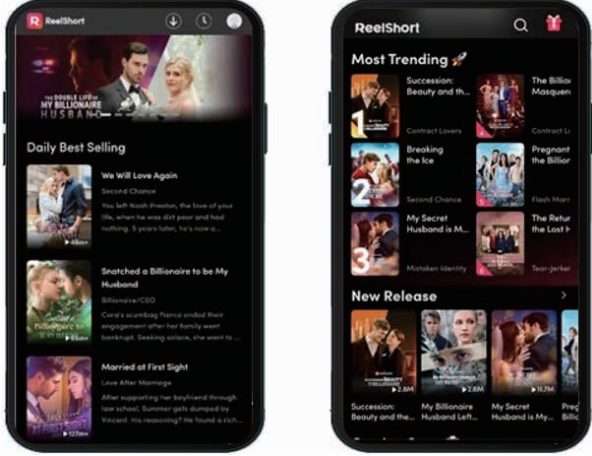 ReelShort
THE DOUBLE LIFE OF
MY BILLIONAIRE
HUSBAND
Daily Best Selling
We Will Love Again
Second Chance
You left Noah Preston, the love of your
life, when he was dirt poor and had
nothing. 5 years later, he's now a...
48m+
Snatched a Billionaire to be My
Husband
Billionaire/CEO
Cora's scumbag fiance ended their
engagement after her family went
bankrupt. Seeking solace, she went to ...
Married at First Sight
Love After Marriage
After supporting her boyfriend through
law school, Summer gets dumped by
Vincent. His reasoning? He found a rich...
ReelShort
Most Trending 🚀
1
Succession:
Beauty and th...
Contract Lovers
4
The Billio
Masquer
Contract L
2
Breaking
the Ice
Second Chance
5
Pregnant
the Billior
Flash Marr
3
My Secret
Husband is M...
Mistaken Identity
6
The Retur
the Lost H
Tear-Jerker
New Release >
2.8M
2.6M
11.7M
Succession:
Beauty and the...
My Billionaire
Husband Left...
My Secret
Husband is My...
Preg
Billi